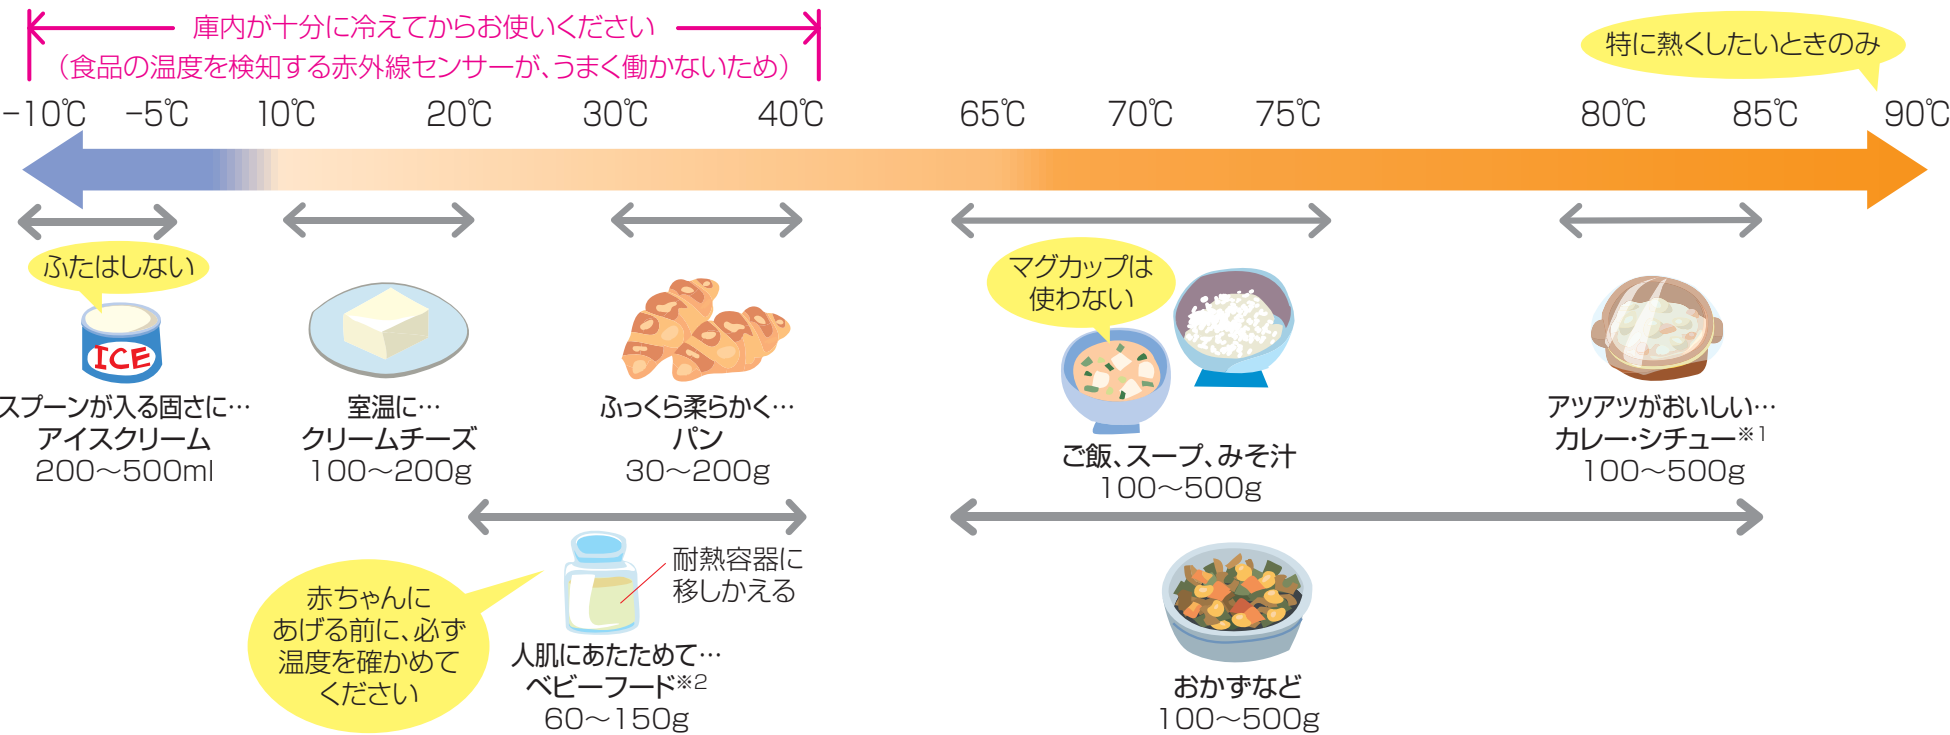 庫内が十分に冷えてからお使いください
（食品の温度を検知する赤外線センサーが、うまく働かないため）
特に熱くしたいときのみ
−10℃ −5℃ 10℃ 20℃ 30℃ 40℃ 65℃ 70℃ 75℃ 80℃ 85℃ 90℃
ふたはしない
ICE
スプーンが入る固さに…
アイスクリーム
200〜500ml
室温に…
クリームチーズ
100〜200g
ふっくら柔らかく…
パン
30〜200g
マグカップは
使わない
ご飯、スープ、みそ汁
100〜500g
アツアツがおいしい…
カレー・シチュー※1
100〜500g
赤ちゃんに
あげる前に、必ず
温度を確かめて
ください
耐熱容器に
移しかえる
人肌にあたためて…
ベビーフード※2
60〜150g
おかずなど
100〜500g